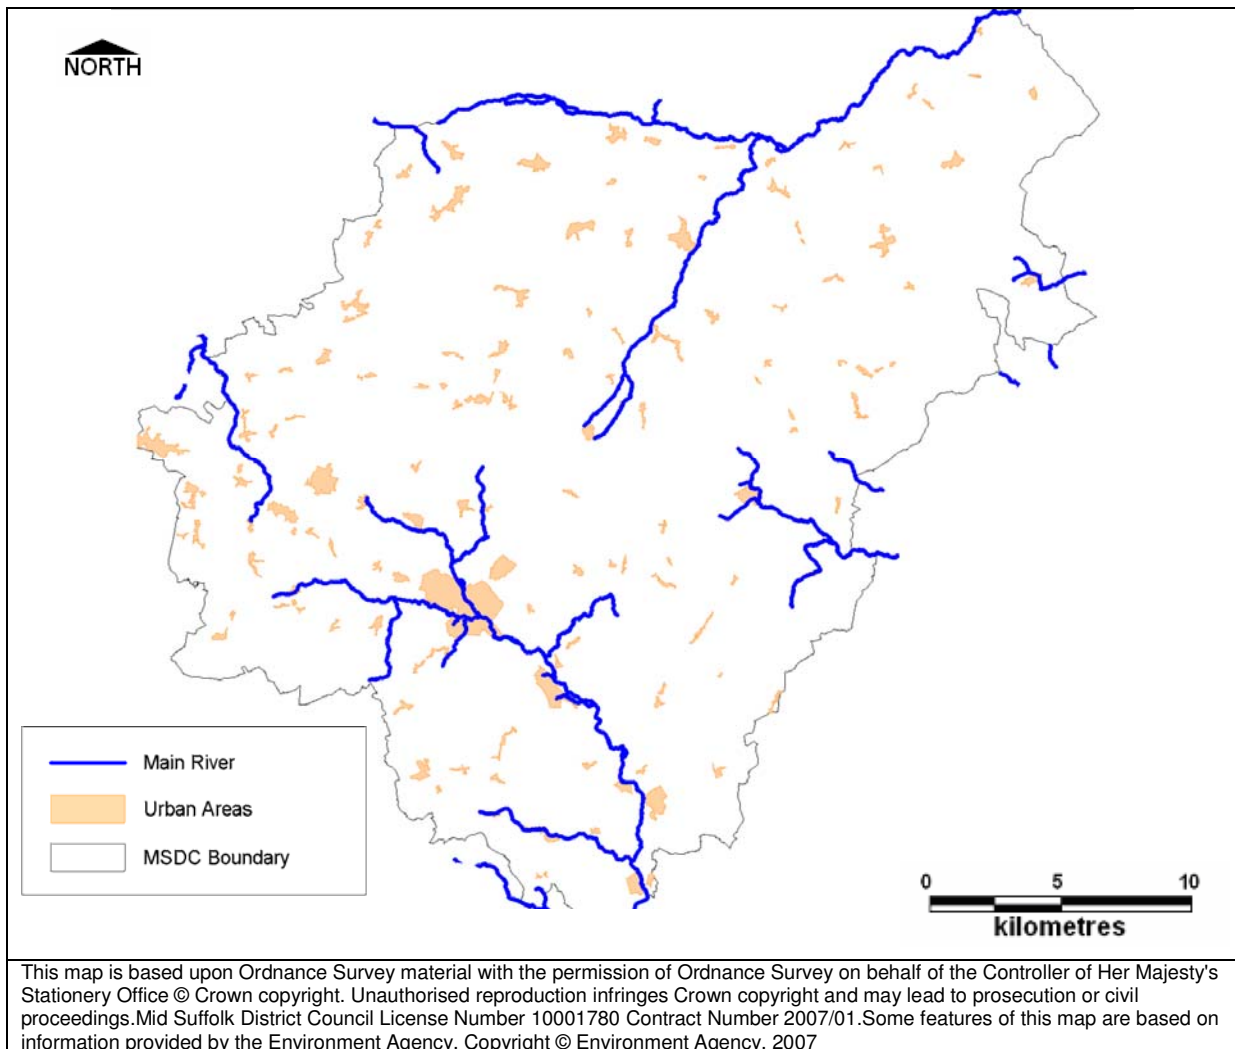 NORTH
Main River
Urban Areas
MSDC Boundary
0 5 10
kilometres
This map is based upon Ordnance Survey material with the permission of Ordnance Survey on behalf of the Controller of Her Majesty's
Stationery Office © Crown copyright. Unauthorised reproduction infringes Crown copyright and may lead to prosecution or civil
proceedings.Mid Suffolk District Council License Number 10001780 Contract Number 2007/01.Some features of this map are based on
information provided by the Environment Agency. Copyright © Environment Agency, 2007